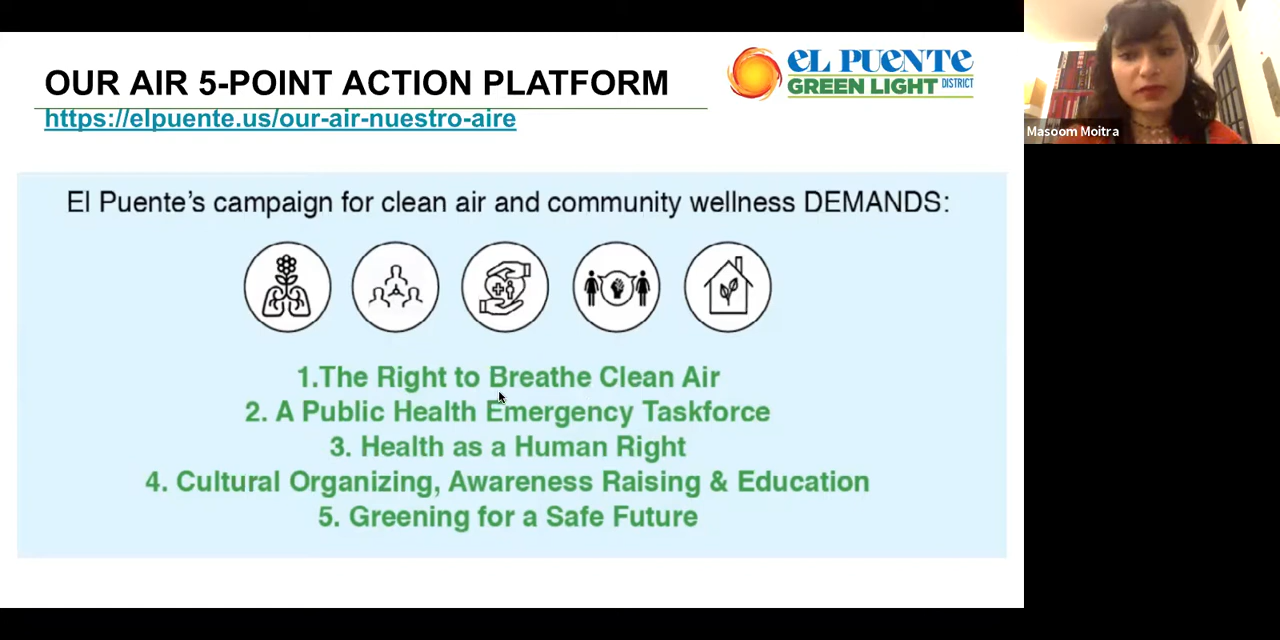 OUR AIR 5-POINT ACTION PLATFORM
https://elpuente.us/our-air-nuestro-aire
EL PUENTE
GREEN LIGHT DISTRICT
Masoom Moitra
El Puente's campaign for clean air and community wellness DEMANDS:
1.The Right to Breathe Clean Air
2. A Public Health Emergency Taskforce
3. Health as a Human Right
4. Cultural Organizing, Awareness Raising & Education
5. Greening for a Safe Future